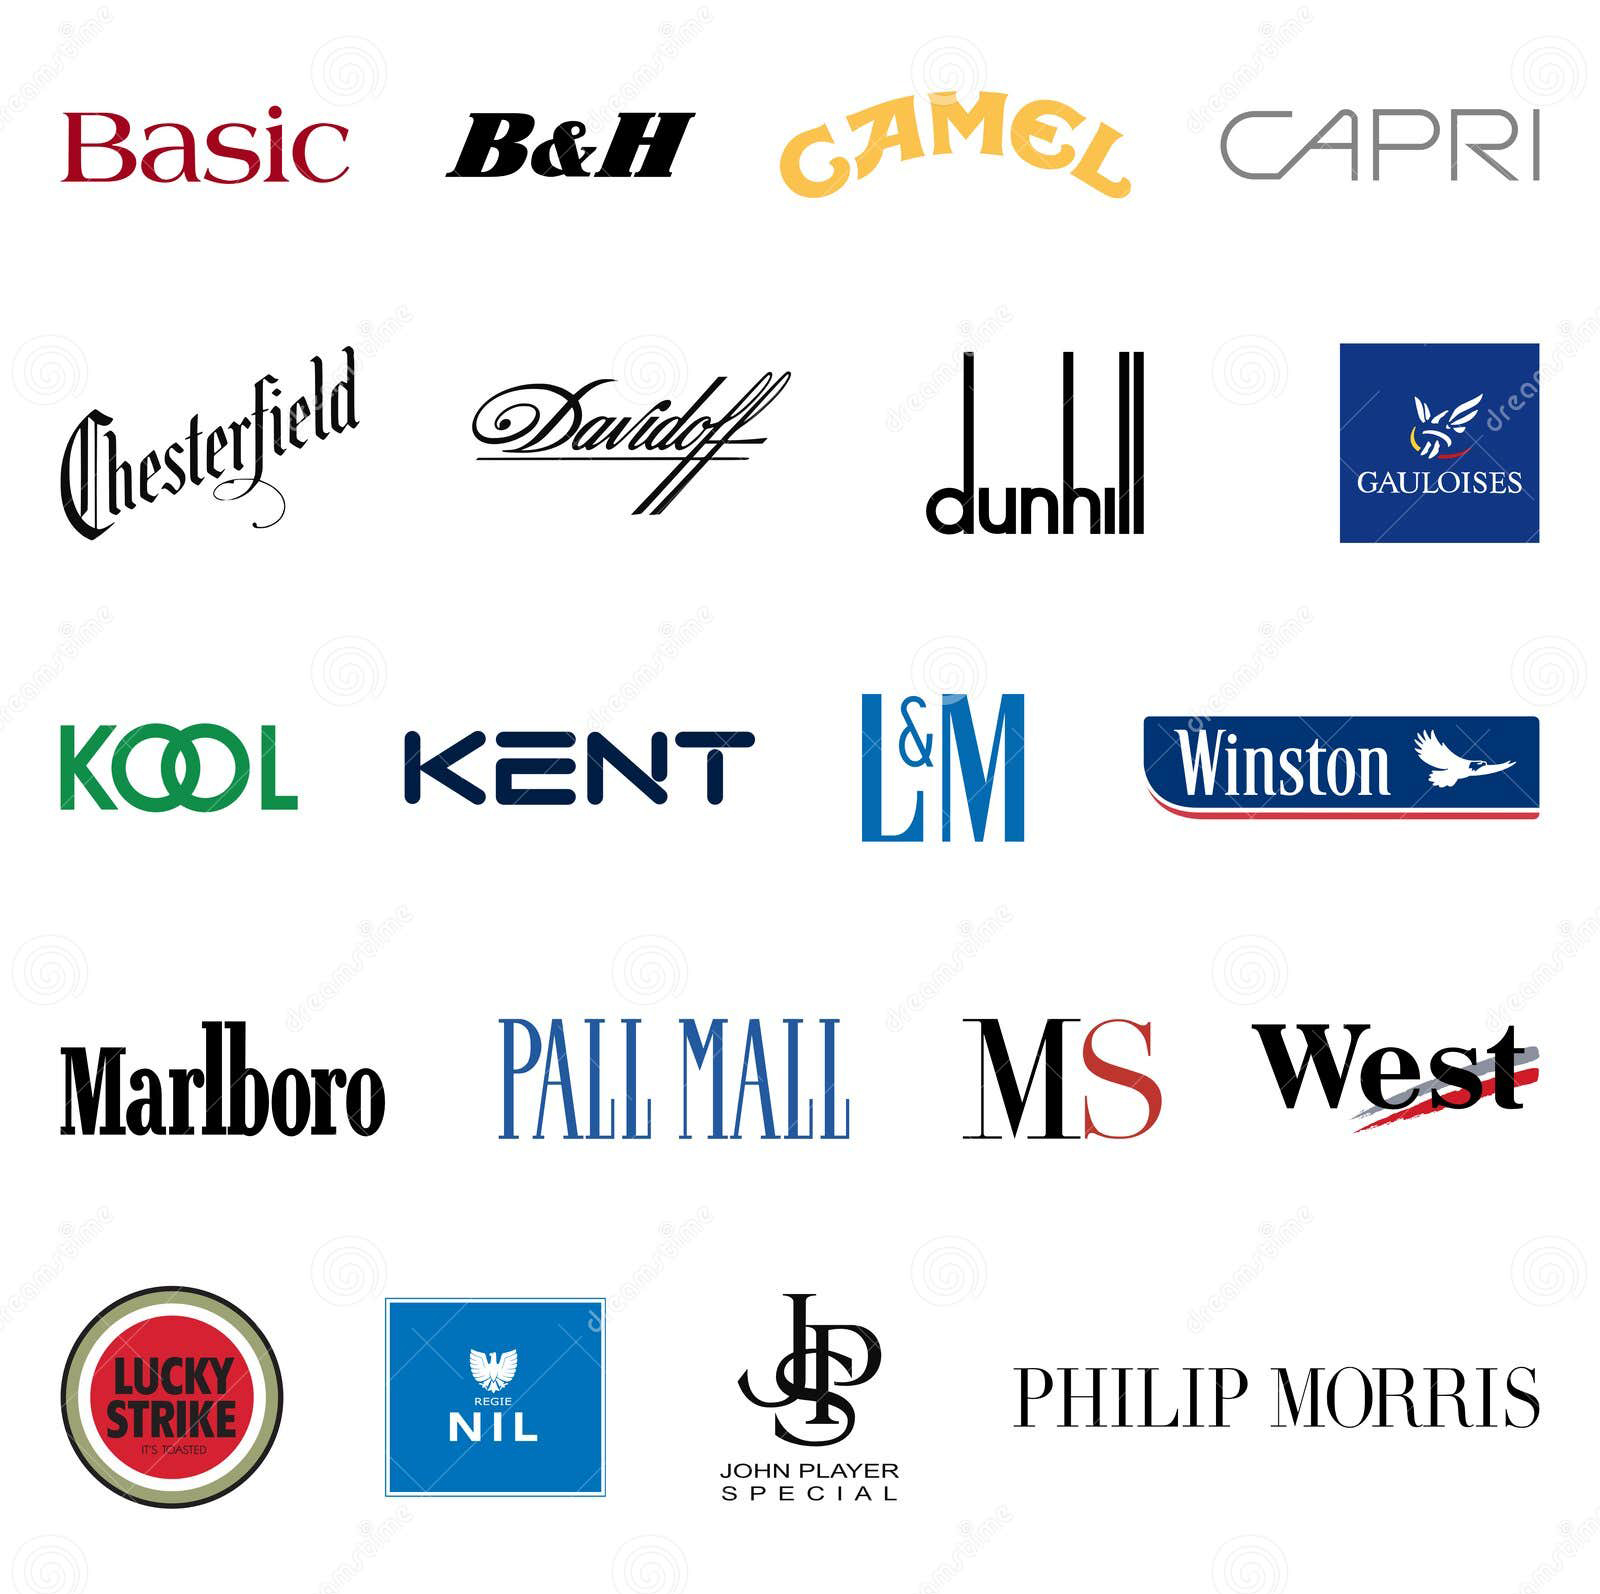 Basic B&H CAMEL CAPRI
Chesterfield Davidoff dunhill GAULOISES
KOOL KENT L&M Winston
Marlboro PALL MALL MS West
LUCKY
STRIKE
IT'S TOASTED
REGIE
NIL
JPS
JOHN PLAYER
SPECIAL
PHILIP MORRIS
dreamstime